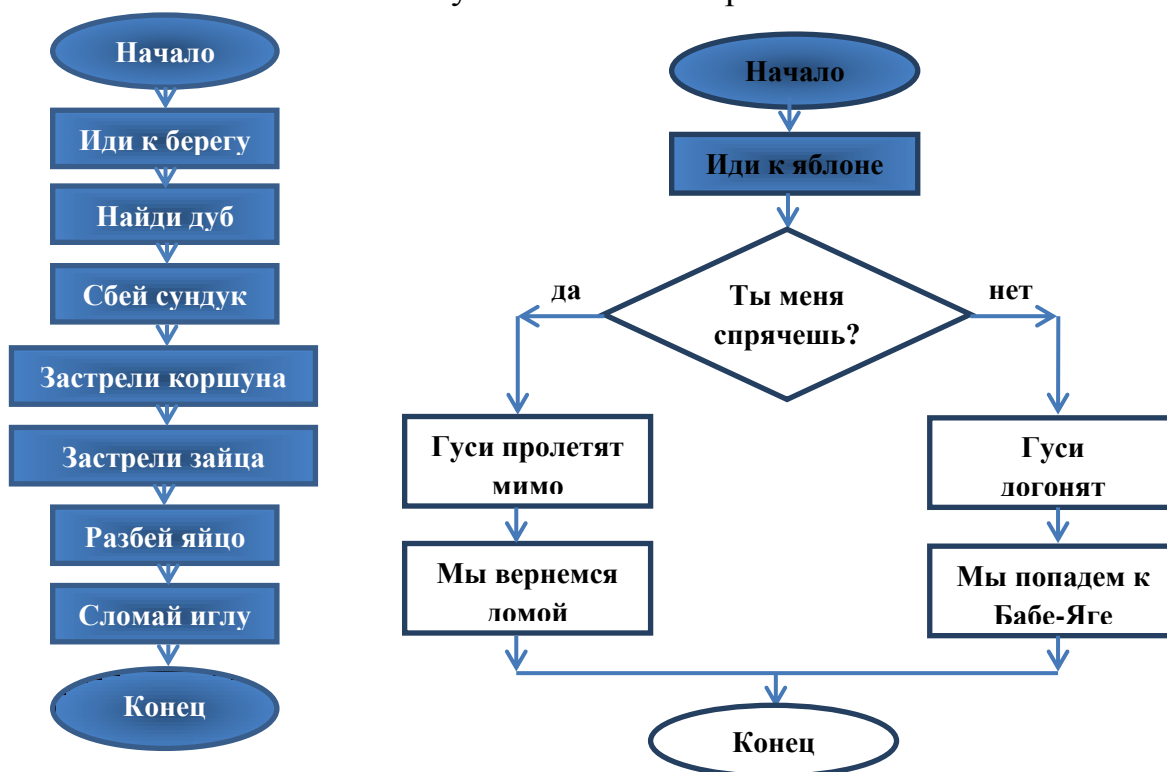 Начало
Иди к берегу
Найди дуб
Сбей сундук
Застрели коршуна
Застрели зайца
Разбей яйцо
Сломай иглу
Конец
Начало
Иди к яблоне
Ты меня
спрячешь?
да
нет
Гуси пролетят
мимо
Мы вернемся
домой
Гуси
догонят
Мы попадем к
Бабе-Яге
Конец